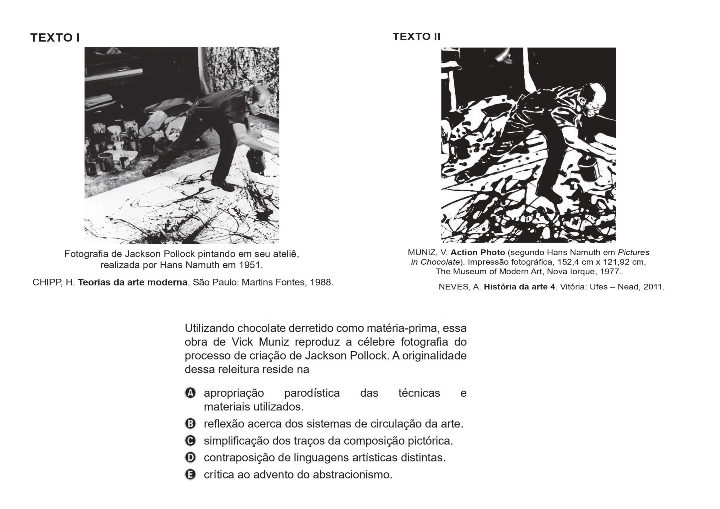 TEXTO I
Fotografia de Jackson Pollock pintando em seu ateliê,
realizada por Hans Namuth em 1951.
CHIPP, H. Teorias da arte moderna. São Paulo: Martins Fontes, 1988.
TEXTO II
MUNIZ, V. Action Photo (segundo Hans Namuth em Pictures
in Chocolate). Impressão fotográfica, 152,4 cm x 121,92 cm,
The Museum of Modern Art, Nova Iorque, 1977.
NEVES, A. História da arte 4. Vitória: Ufes – Nead, 2011.
Utilizando chocolate derretido como matéria-prima, essa
obra de Vick Muniz reproduz a célebre fotografia do
processo de criação de Jackson Pollock. A originalidade
dessa releitura reside na
A apropriação parodística das técnicas e
materiais utilizados.
B reflexão acerca dos sistemas de circulação da arte.
C simplificação dos traços da composição pictórica.
D contraposição de linguagens artísticas distintas.
E crítica ao advento do abstracionismo.